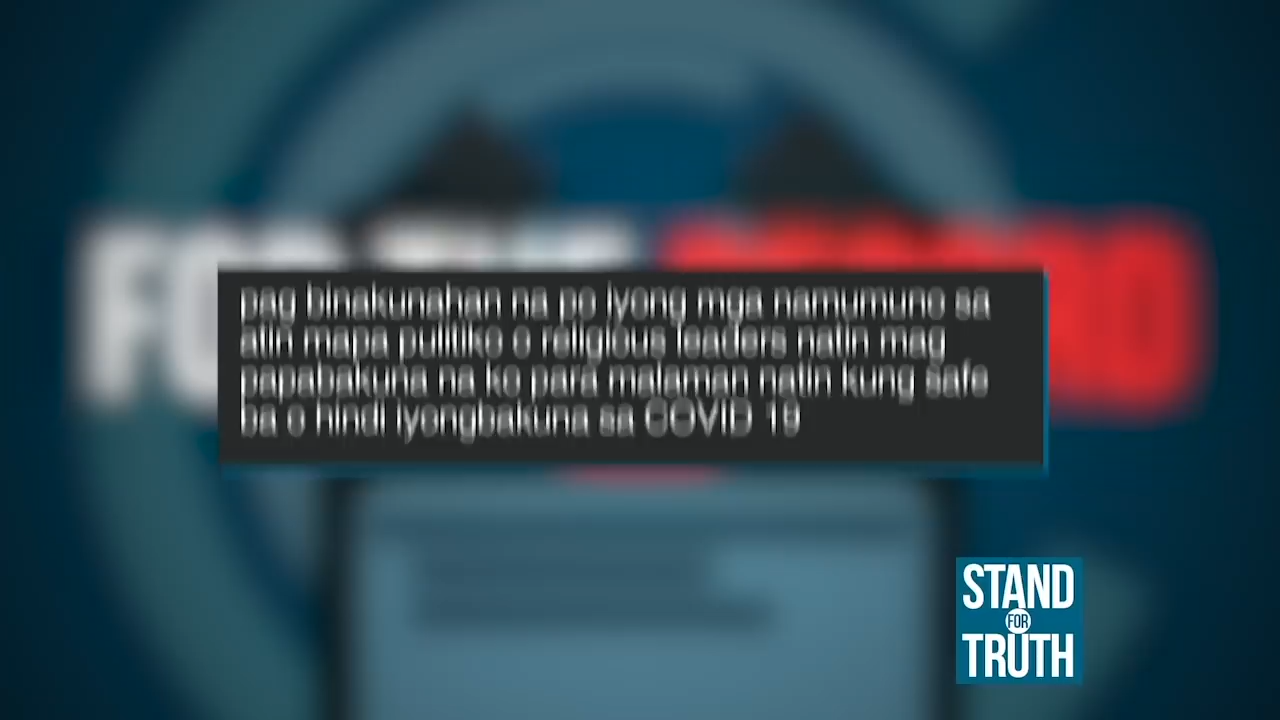 pag binakunahan na po iyong mga namumuno sa
atin mapa pulitiko o religious leaders natin mag
papabakuna na ko para malaman natin kung safe
ba o hindi iyongbakuna sa COVID 19
STAND
FOR
TRUTH